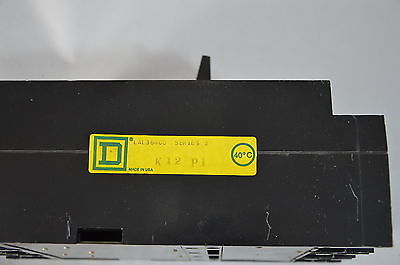 LAL36400 SERIES 2
K12 P1
40°C
D
MADE IN USA